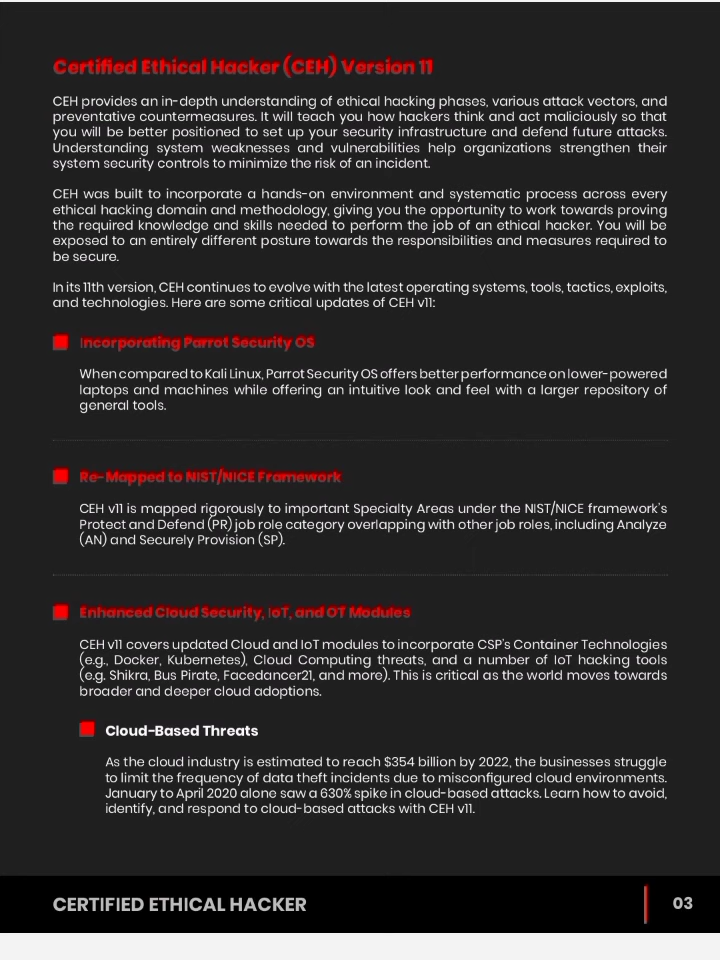 Certified Ethical Hacker (CEH) Version 11
CEH provides an in-depth understanding of ethical hacking phases, various attack vectors, and
preventative countermeasures. It will teach you how hackers think and act maliciously so that
you will be better positioned to set up your security infrastructure and defend future attacks.
Understanding system weaknesses and vulnerabilities help organizations strengthen their
system security controls to minimize the risk of an incident.
CEH was built to incorporate a hands-on environment and systematic process across every
ethical hacking domain and methodology, giving you the opportunity to work towards proving
the required knowledge and skills needed to perform the job of an ethical hacker. You will be
exposed to an entirely different posture towards the responsibilities and measures required to
be secure.
In its 11th version, CEH continues to evolve with the latest operating systems, tools, tactics, exploits,
and technologies. Here are some critical updates of CEH v11:
Incorporating Parrot Security OS
When compared to Kali Linux, Parrot Security OS offers better performance on lower-powered
laptops and machines while offering an intuitive look and feel with a larger repository of
general tools.
Re-Mapped to NIST/NICE Framework
CEH v11 is mapped rigorously to important Specialty Areas under the NIST/NICE framework's
Protect and Defend (PR) job role category overlapping with other job roles, including Analyze
(AN) and Securely Provision (SP).
Enhanced Cloud Security, IoT, and OT Modules
CEH v11 covers updated Cloud and IoT modules to incorporate CSP's Container Technologies
(e.g., Docker, Kubernetes), Cloud Computing threats, and a number of IoT hacking tools
(e.g. Shikra, Bus Pirate, Facedancer21, and more). This is critical as the world moves towards
broader and deeper cloud adoptions.
Cloud-Based Threats
As the cloud industry is estimated to reach $354 billion by 2022, the businesses struggle
to limit the frequency of data theft incidents due to misconfigured cloud environments.
January to April 2020 alone saw a 630% spike in cloud-based attacks. Learn how to avoid,
identify, and respond to cloud-based attacks with CEH v11.
CERTIFIED ETHICAL HACKER
03